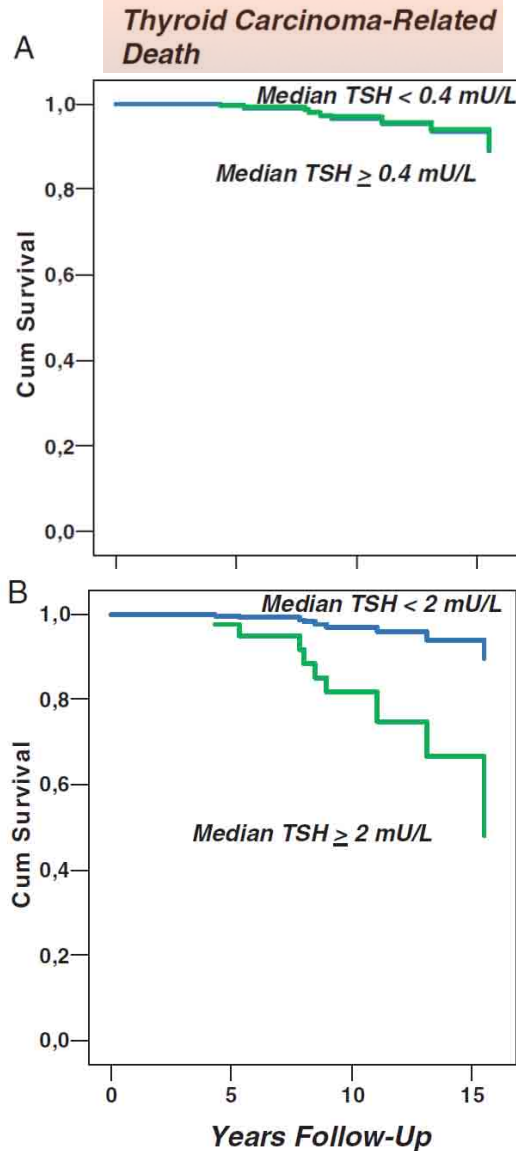 Thyroid Carcinoma-Related
Death
A
Median TSH < 0.4 mU/L
1,0
Median TSH ≥ 0.4 mU/L
0,8
Cum Survival
0,6
0,4
0,2
0,0
B
Median TSH < 2 mU/L
1,0
0,8
Cum Survival
0,6
Median TSH ≥ 2 mU/L
0,4
0,2
0,0
0 5 10 15
Years Follow-Up